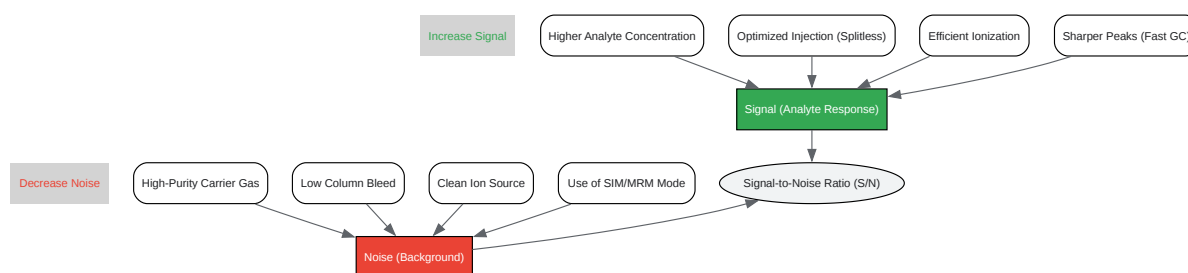 Increase Signal
Higher Analyte Concentration
Optimized Injection (Splitless)
Efficient Ionization
Sharper Peaks (Fast GC)
Signal (Analyte Response)
Decrease Noise
High-Purity Carrier Gas
Low Column Bleed
Clean Ion Source
Use of SIM/MRM Mode
Signal-to-Noise Ratio (S/N)
Noise (Background)